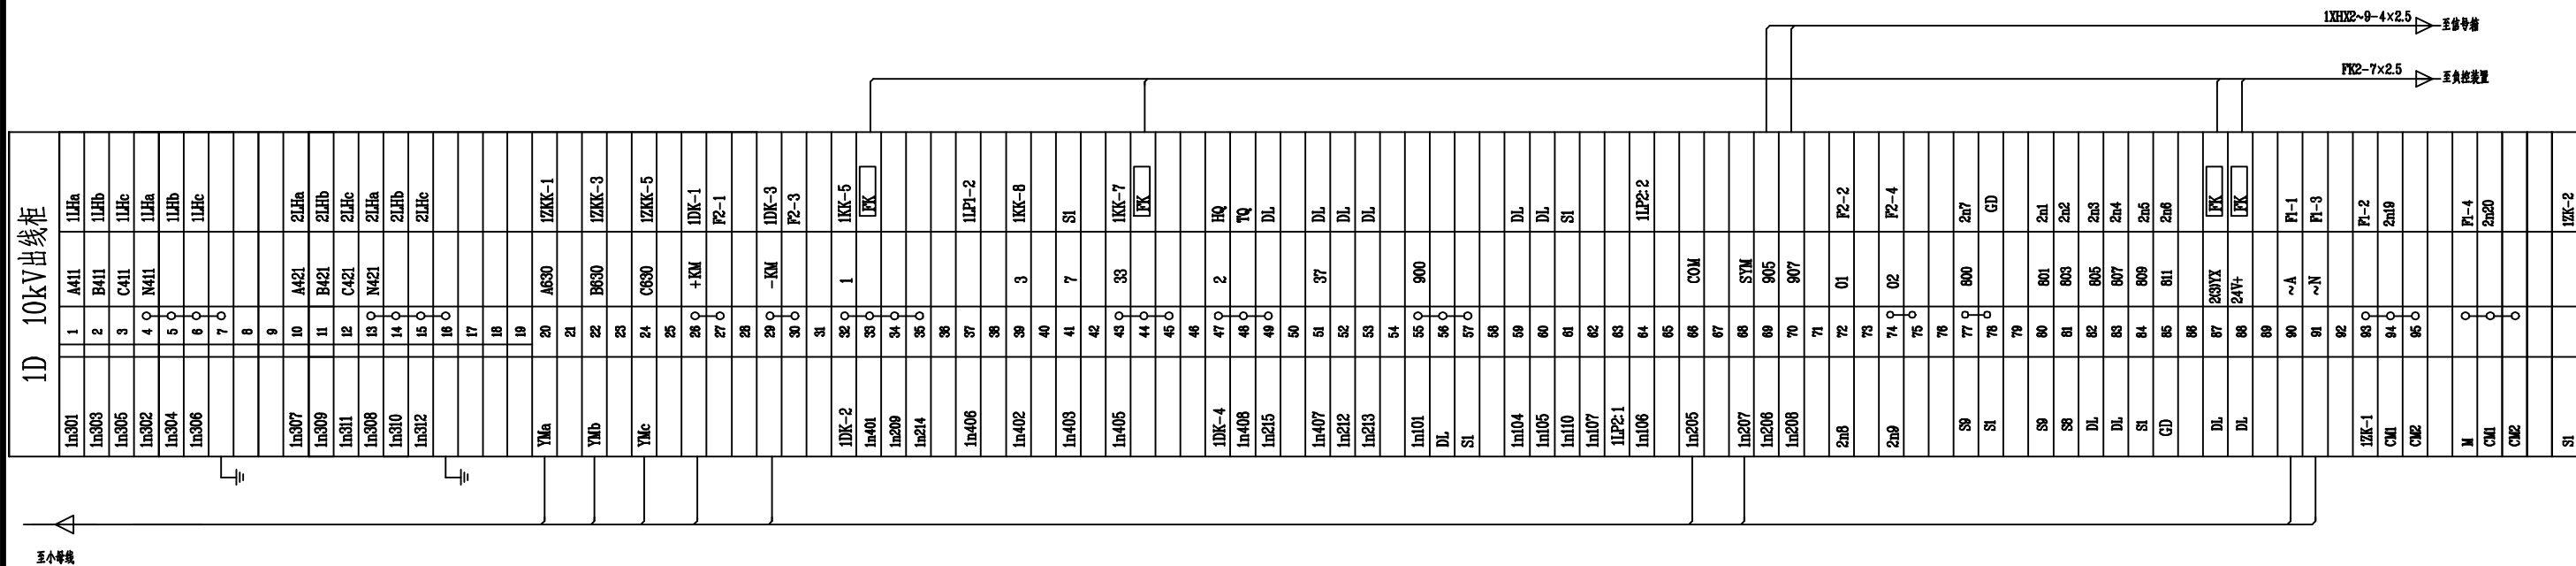 1XHX2~9-4×2.5
至信号箱
FK2-7×2.5
至负控装置
1D 10kV出线柜
1LHa 1LHb 1LHc 1LHa 1LHb 1LHc 2LHa 2LHb 2LHc 2LHa 2LHb 2LHc 1ZKK-1 1ZKK-3 1ZKK-5 1DK-1 F2-1 1DK-3 F2-3 1KK-5 FK 1LP1-2 1KK-8 S1 1KK-7 FK HQ TQ DL DL DL DL DL DL S1 1LP2:2 F2-2 F2-4 2n7 GD 2n1 2n2 2n3 2n4 2n5 2n6 FK FK F1-1 F1-3 F1-2 2n19 F1-4 2n20 1ZK-2
A411 B411 C411 N411 A421 B421 C421 N421 A630 B630 C630 +KM -KM 1 3 7 33 2 37 900 COM SYM 905 907 01 02 800 801 803 805 807 809 811 2(3)YX 24V+ ~A ~N
1 2 3 4 5 6 7 8 9 10 11 12 13 14 15 16 17 18 19 20 21 22 23 24 25 26 27 28 29 30 31 32 33 34 35 36 37 38 39 40 41 42 43 44 45 46 47 48 49 50 51 52 53 54 55 56 57 58 59 60 61 62 63 64 65 66 67 68 69 70 71 72 73 74 75 76 77 78 79 80 81 82 83 84 85 86 87 88 89 90 91 92 93 94 95
1n301 1n303 1n305 1n302 1n304 1n306 1n307 1n309 1n311 1n308 1n310 1n312 YMa YMb YMc 1DK-2 1n401 1n209 1n214 1n406 1n402 1n403 1n405 1DK-4 1n408 1n215 1n407 1n212 1n213 1n101 DL S1 1n104 1n105 1n110 1n107 1LP2:1 1n106 1n205 1n207 1n206 1n208 2n8 2n9 S9 S1 S9 S8 DL DL S1 GD DL DL 1ZK-1 CM1 CM2 M CM1 CM2 S1
至小母线